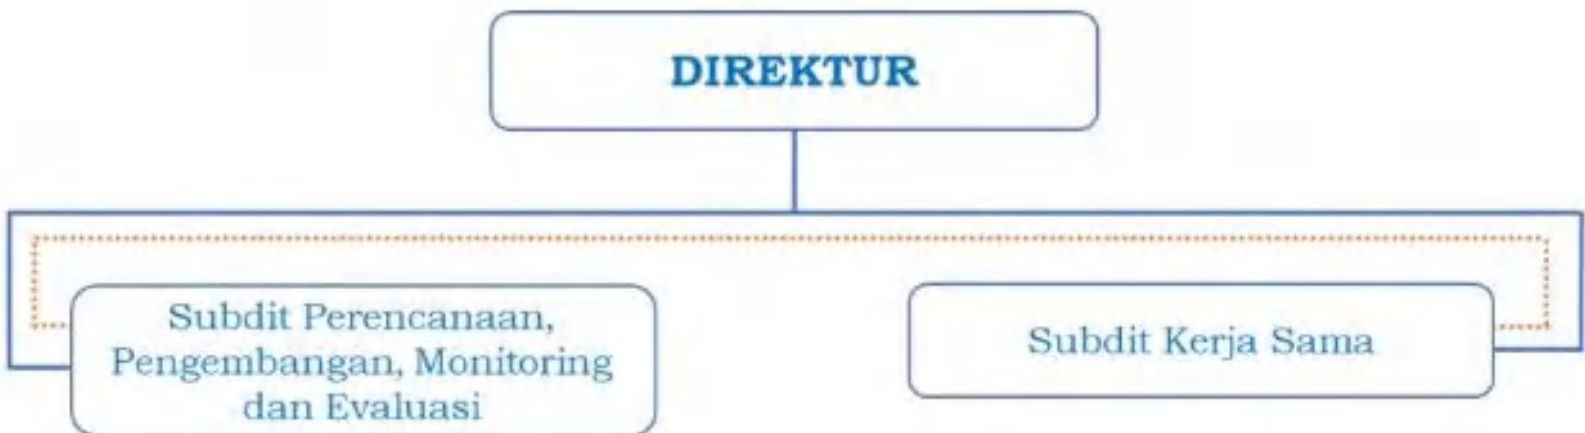 DIREKTUR
Subdit Perencanaan,
Pengembangan, Monitoring
dan Evaluasi
Subdit Kerja Sama